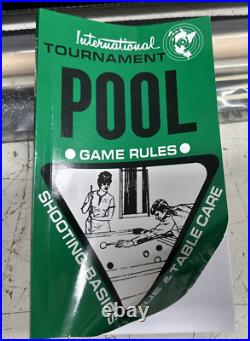 International
TOURNAMENT
POOL
• GAME RULES •
SHOOTING BASICS
& TABLE CARE